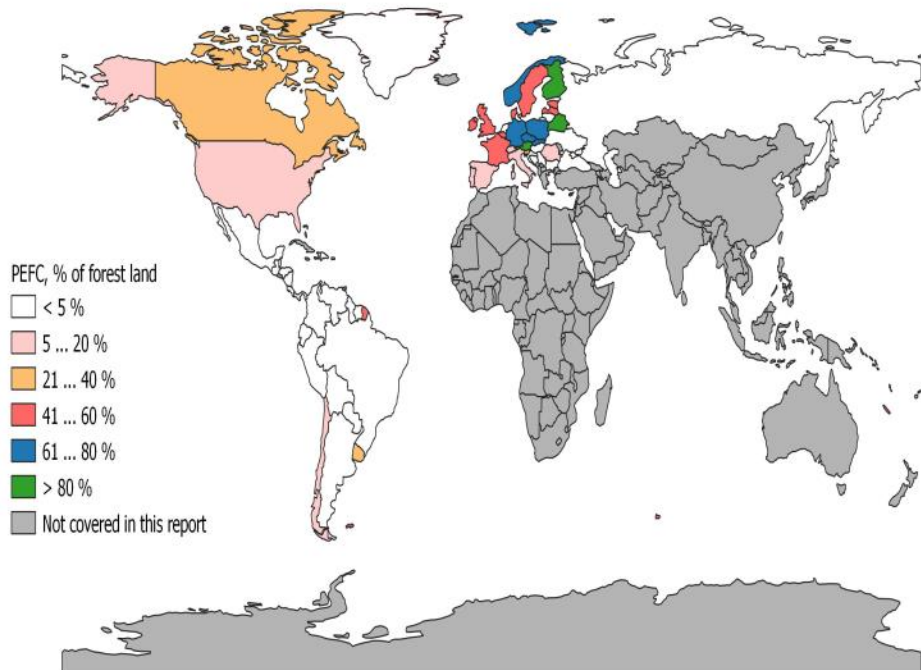 PEFC, % of forest land
< 5 %
5 ... 20 %
21 ... 40 %
41 ... 60 %
61 ... 80 %
> 80 %
Not covered in this report